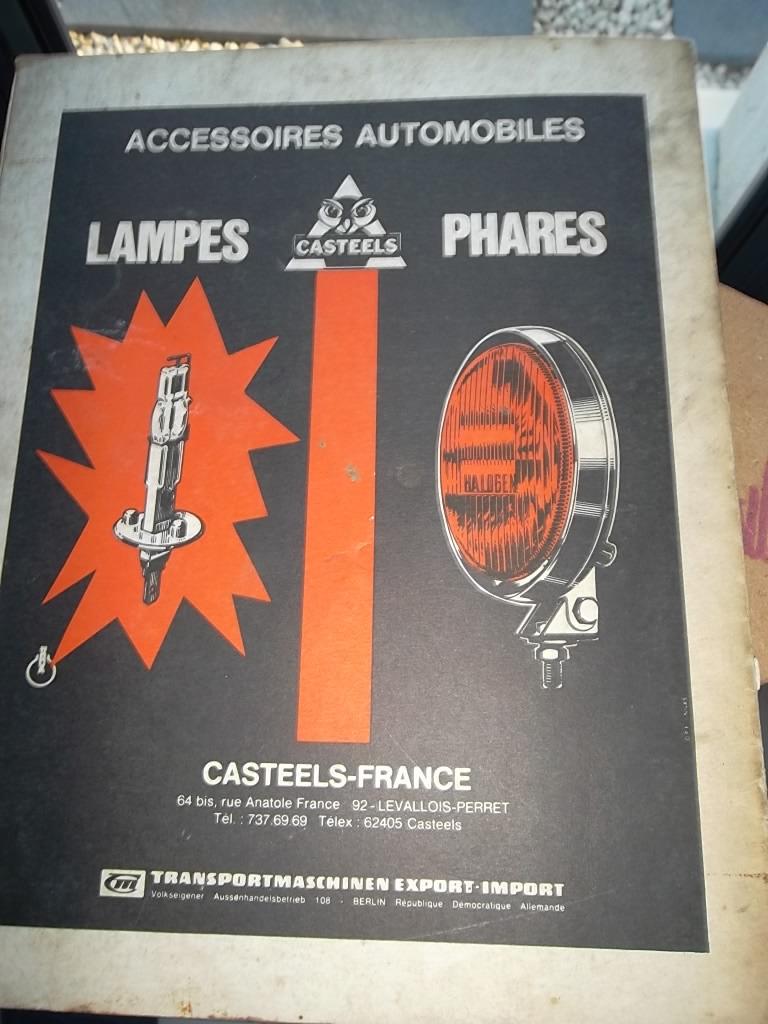 ACCESSOIRES AUTOMOBILES
LAMPES
CASTEELS
PHARES
HALOGEN
CASTEELS-FRANCE
64 bis, rue Anatole France 92-LEVALLOIS-PERRET
Tél. : 737.69.69 Télex : 62405 Casteels
TRANSPORTMASCHINEN EXPORT-IMPORT
Volkseigener Aussenhandelsbetrieb 108 - BERLIN République Démocratique Allemande